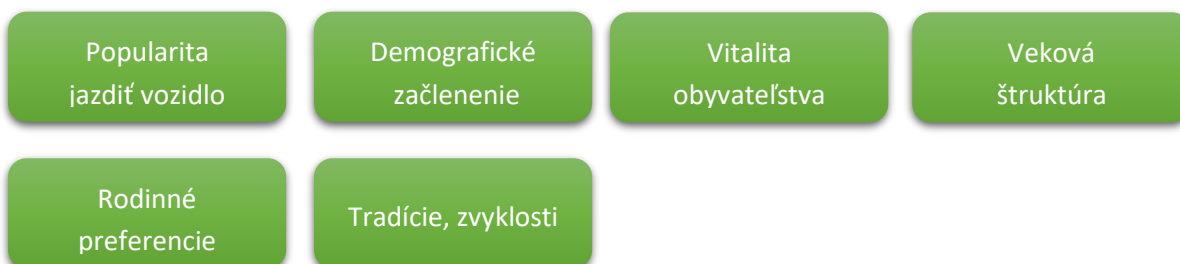 Popularita
jazdiť vozidlo
Demografické
začlenenie
Vitalita
obyvateľstva
Veková
štruktúra
Rodinné
preferencie
Tradície, zvyklosti